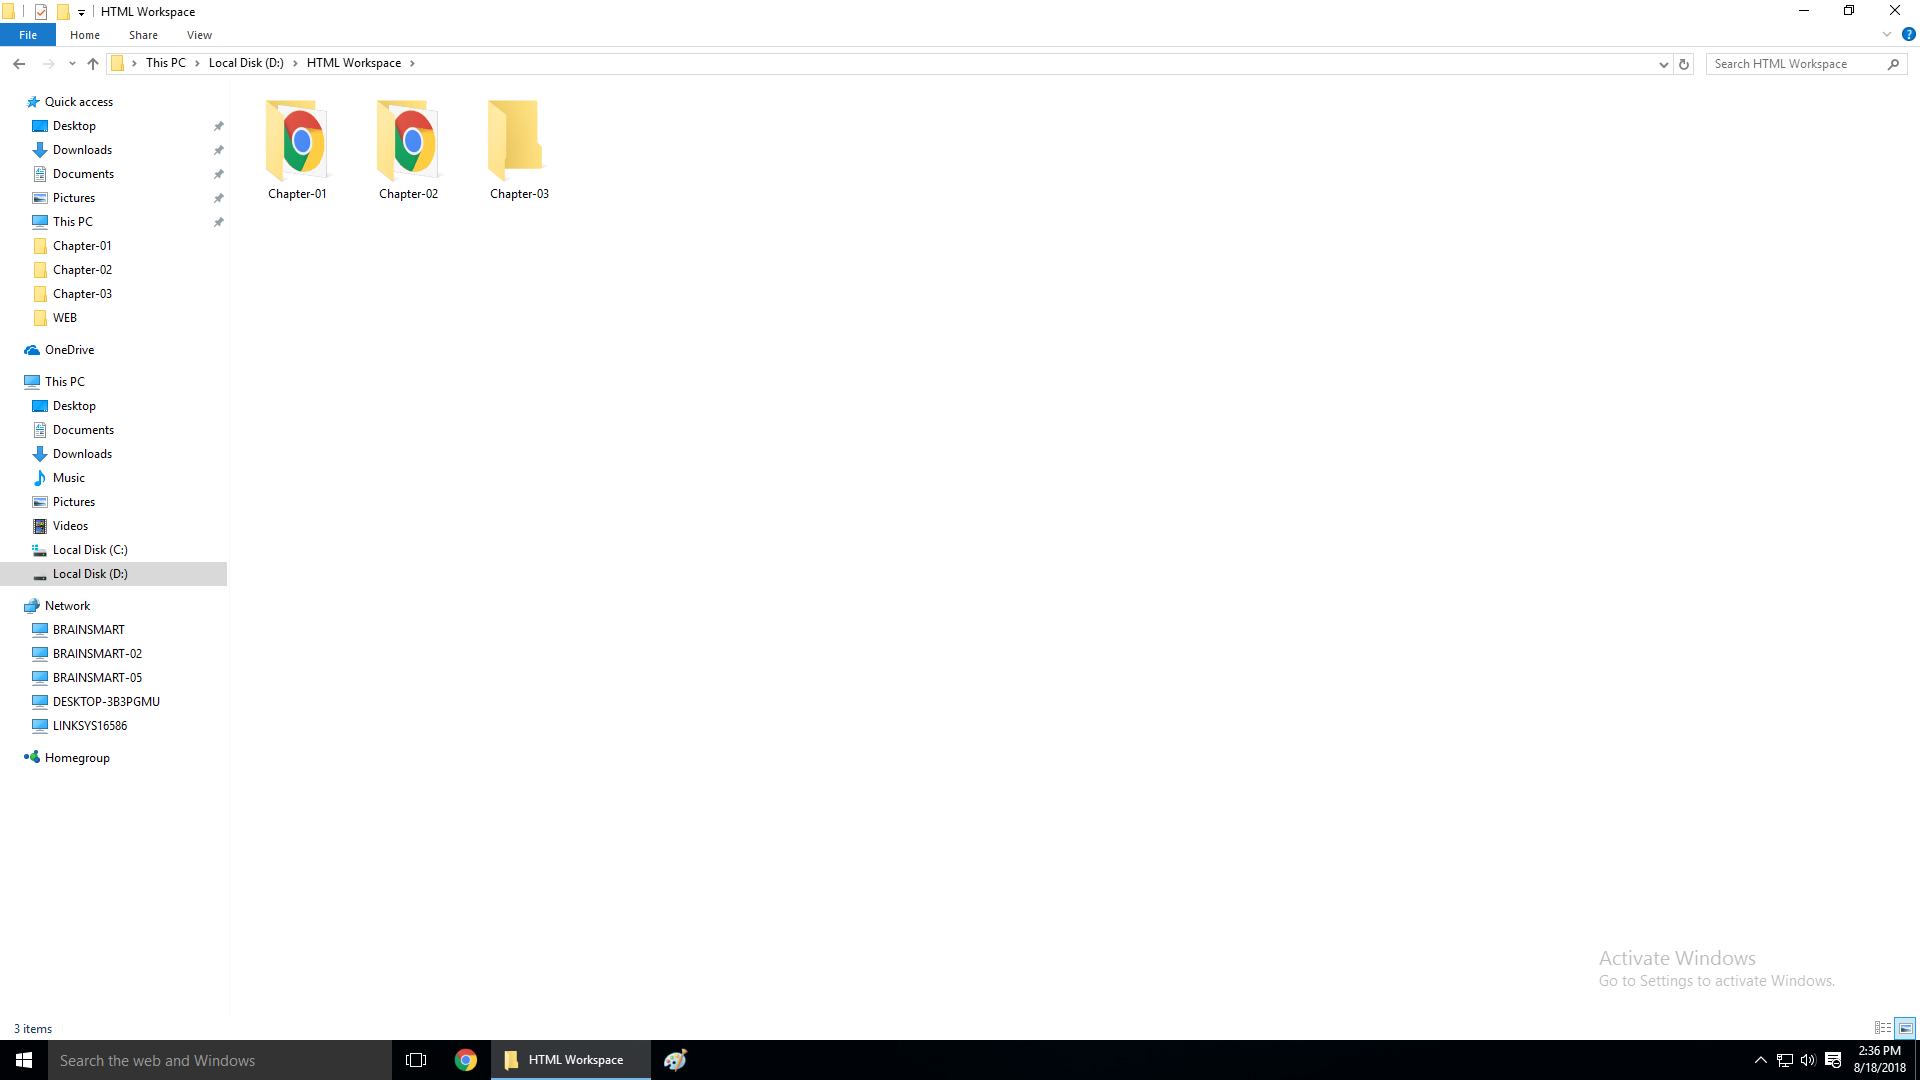 HTML Workspace
File Home Share View
This PC Local Disk (D:) HTML Workspace
Search HTML Workspace
Quick access
Desktop
Downloads
Documents
Pictures
This PC
Chapter-01
Chapter-02
Chapter-03
WEB
OneDrive
This PC
Desktop
Documents
Downloads
Music
Pictures
Videos
Local Disk (C:)
Local Disk (D:)
Network
BRAINSMART
BRAINSMART-02
BRAINSMART-05
DESKTOP-3B3PGMU
LINKSYS16586
Homegroup
Chapter-01 Chapter-02 Chapter-03
Activate Windows
Go to Settings to activate Windows.
3 items
Search the web and Windows
HTML Workspace
2:36 PM
8/18/2018